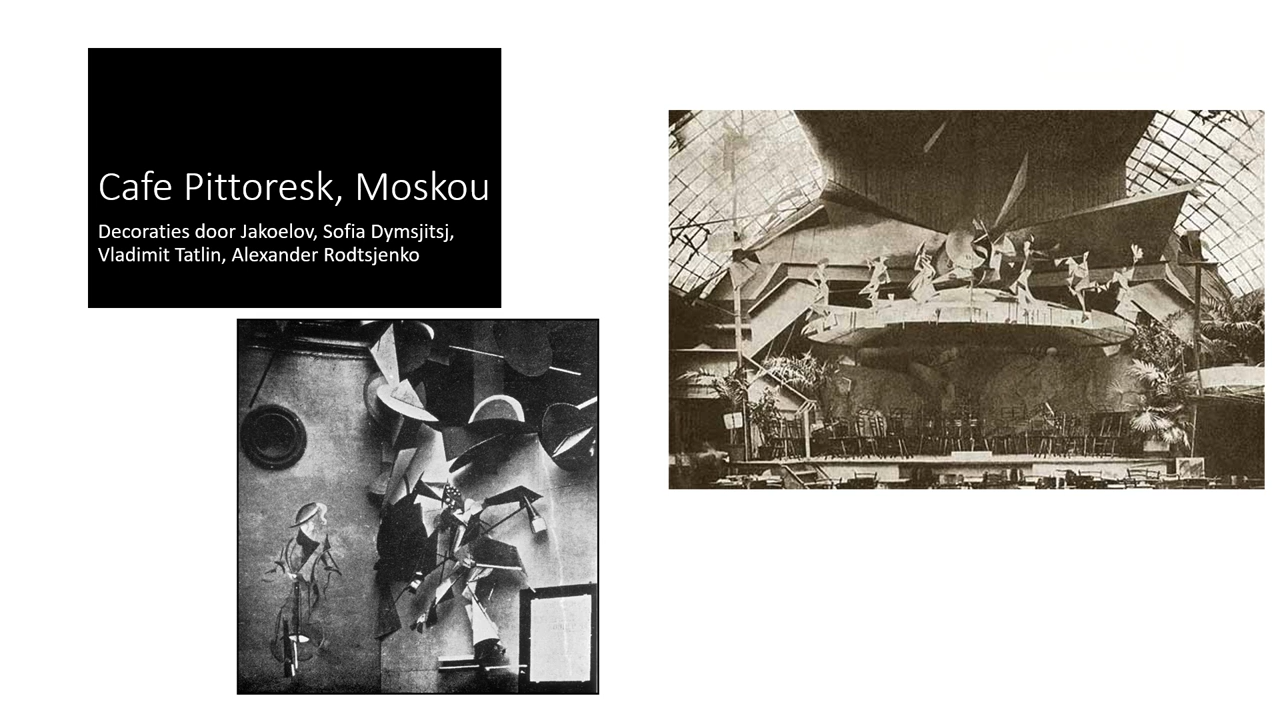 Cafe Pittoresk, Moskou
Decoraties door Jakoelov, Sofia Dymsjitsj,
Vladimit Tatlin, Alexander Rodtsjenko